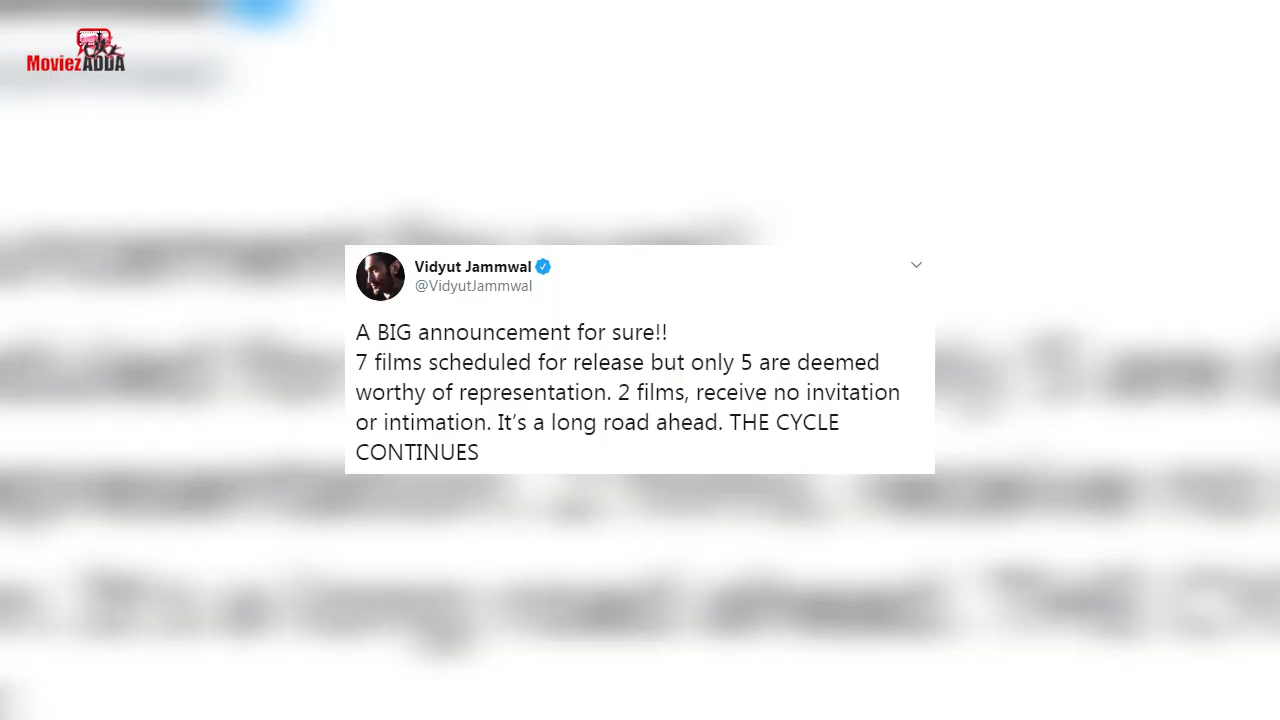 MoviezADDA
Vidyut Jammwal
@VidyutJammwal
A BIG announcement for sure!!
7 films scheduled for release but only 5 are deemed
worthy of representation. 2 films, receive no invitation
or intimation. It’s a long road ahead. THE CYCLE
CONTINUES